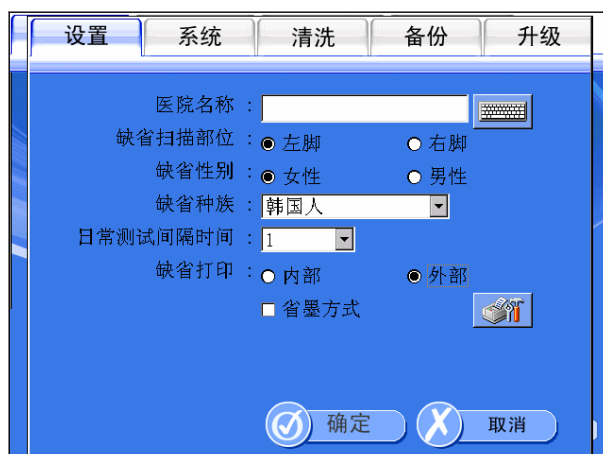 设置 系统 清洗 备份 升级
医院名称 :
缺省扫描部位 : 左脚 右脚
缺省性别 : 女性 男性
缺省种族 : 韩国人
日常测试间隔时间 : 1
缺省打印 : 内部 外部
省墨方式
确定 取消